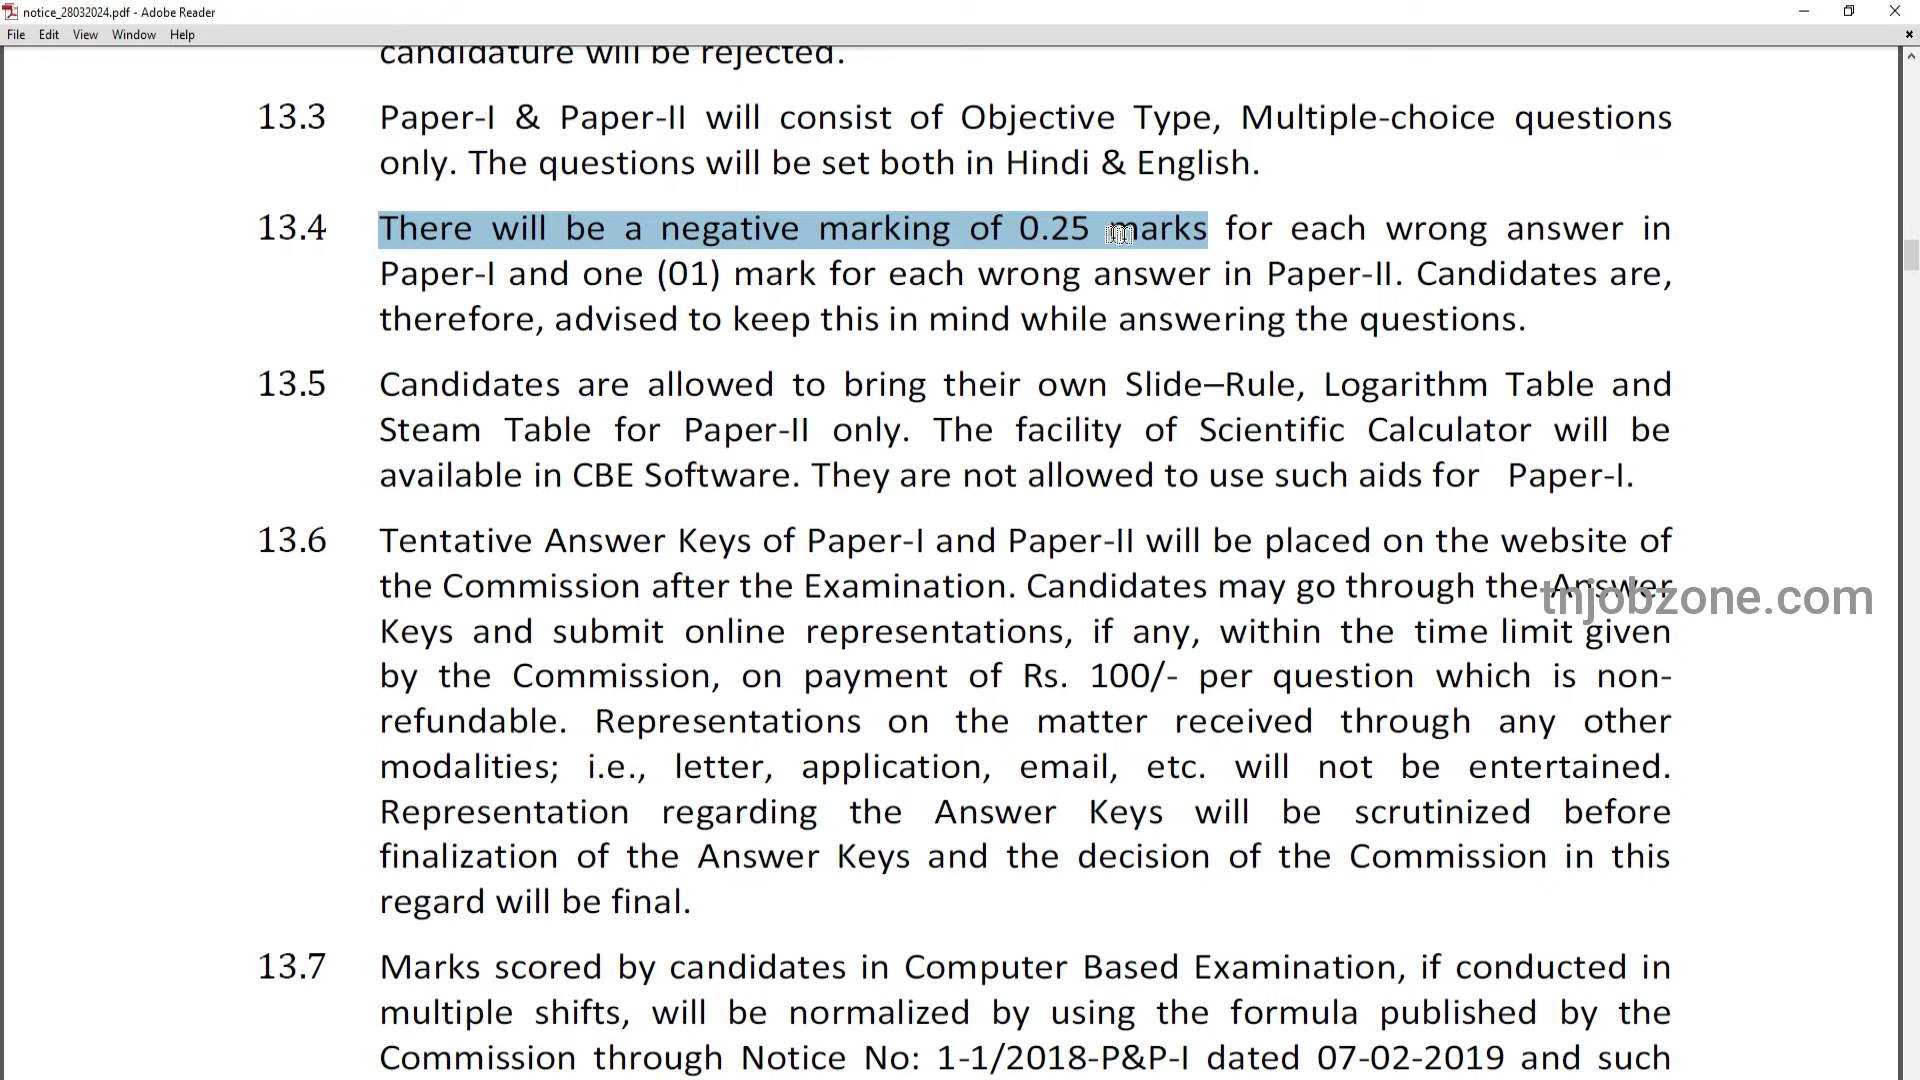 notice_28032024.pdf - Adobe Reader
File Edit View Window Help
candidature will be rejected.
13.3 Paper-I & Paper-II will consist of Objective Type, Multiple-choice questions
only. The questions will be set both in Hindi & English.
13.4 There will be a negative marking of 0.25 marks for each wrong answer in
Paper-I and one (01) mark for each wrong answer in Paper-II. Candidates are,
therefore, advised to keep this in mind while answering the questions.
13.5 Candidates are allowed to bring their own Slide–Rule, Logarithm Table and
Steam Table for Paper-II only. The facility of Scientific Calculator will be
available in CBE Software. They are not allowed to use such aids for Paper-I.
13.6 Tentative Answer Keys of Paper-I and Paper-II will be placed on the website of
the Commission after the Examination. Candidates may go through the Answer
tnjobzone.com
Keys and submit online representations, if any, within the time limit given
by the Commission, on payment of Rs. 100/- per question which is non-
refundable. Representations on the matter received through any other
modalities; i.e., letter, application, email, etc. will not be entertained.
Representation regarding the Answer Keys will be scrutinized before
finalization of the Answer Keys and the decision of the Commission in this
regard will be final.
13.7 Marks scored by candidates in Computer Based Examination, if conducted in
multiple shifts, will be normalized by using the formula published by the
Commission through Notice No: 1-1/2018-P&P-I dated 07-02-2019 and such